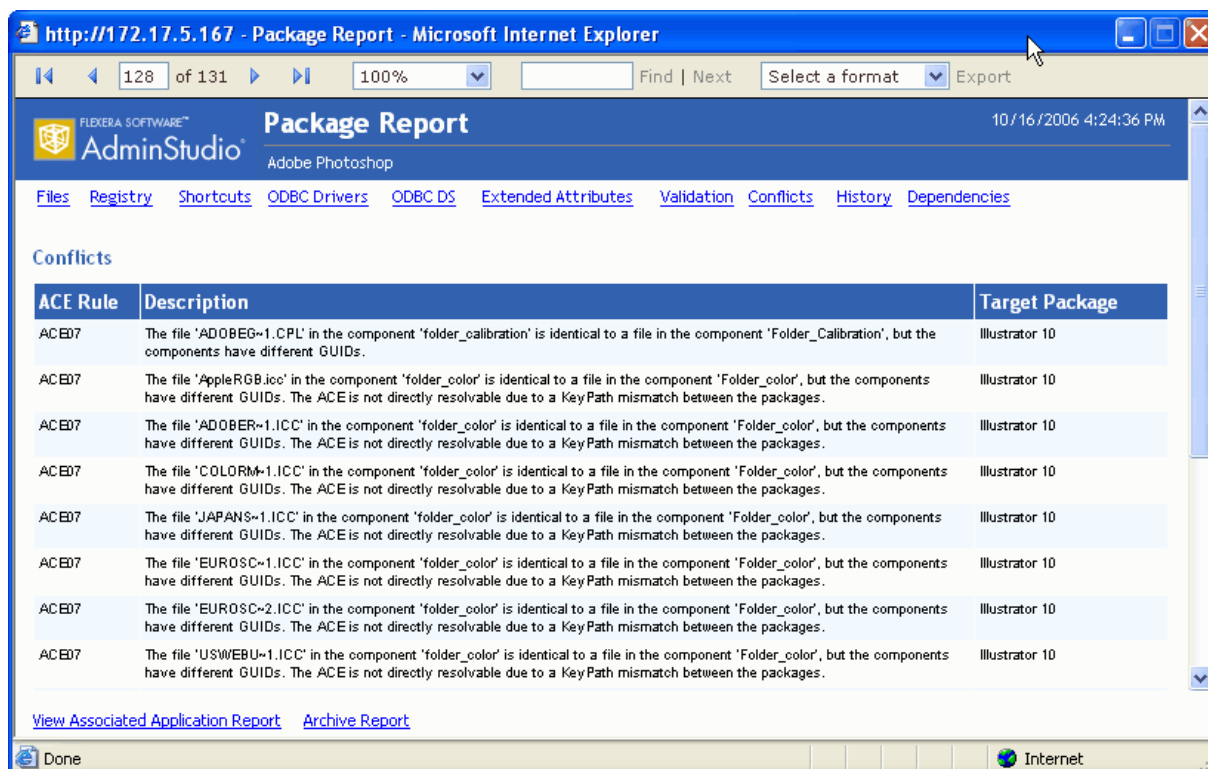 http://172.17.5.167 - Package Report - Microsoft Internet Explorer
128 of 131 100% Find | Next Select a format Export
FLEXERA SOFTWARE™
AdminStudio®
Package Report
10/16/2006 4:24:36 PM
Adobe Photoshop
Files Registry Shortcuts ODBC Drivers ODBC DS Extended Attributes Validation Conflicts History Dependencies
Conflicts
ACE Rule Description Target Package
ACE07 The file 'ADOBEG~1.CPL' in the component 'folder_calibration' is identical to a file in the component 'Folder_Calibration', but the Illustrator 10
components have different GUIDs.
ACE07 The file 'AppleRGB.icc' in the component 'folder_color' is identical to a file in the component 'Folder_color', but the components Illustrator 10
have different GUIDs. The ACE is not directly resolvable due to a KeyPath mismatch between the packages.
ACE07 The file 'ADOBER~1.ICC' in the component 'folder_color' is identical to a file in the component 'Folder_color', but the components Illustrator 10
have different GUIDs. The ACE is not directly resolvable due to a KeyPath mismatch between the packages.
ACE07 The file 'COLORM~1.ICC' in the component 'folder_color' is identical to a file in the component 'Folder_color', but the components Illustrator 10
have different GUIDs. The ACE is not directly resolvable due to a KeyPath mismatch between the packages.
ACE07 The file 'JAPANS~1.ICC' in the component 'folder_color' is identical to a file in the component 'Folder_color', but the components Illustrator 10
have different GUIDs. The ACE is not directly resolvable due to a KeyPath mismatch between the packages.
ACE07 The file 'EUROSC~1.ICC' in the component 'folder_color' is identical to a file in the component 'Folder_color', but the components Illustrator 10
have different GUIDs. The ACE is not directly resolvable due to a KeyPath mismatch between the packages.
ACE07 The file 'EUROSC~2.ICC' in the component 'folder_color' is identical to a file in the component 'Folder_color', but the components Illustrator 10
have different GUIDs. The ACE is not directly resolvable due to a KeyPath mismatch between the packages.
ACE07 The file 'USWEBU~1.ICC' in the component 'folder_color' is identical to a file in the component 'Folder_color', but the components Illustrator 10
have different GUIDs. The ACE is not directly resolvable due to a KeyPath mismatch between the packages.
View Associated Application Report Archive Report
Done Internet